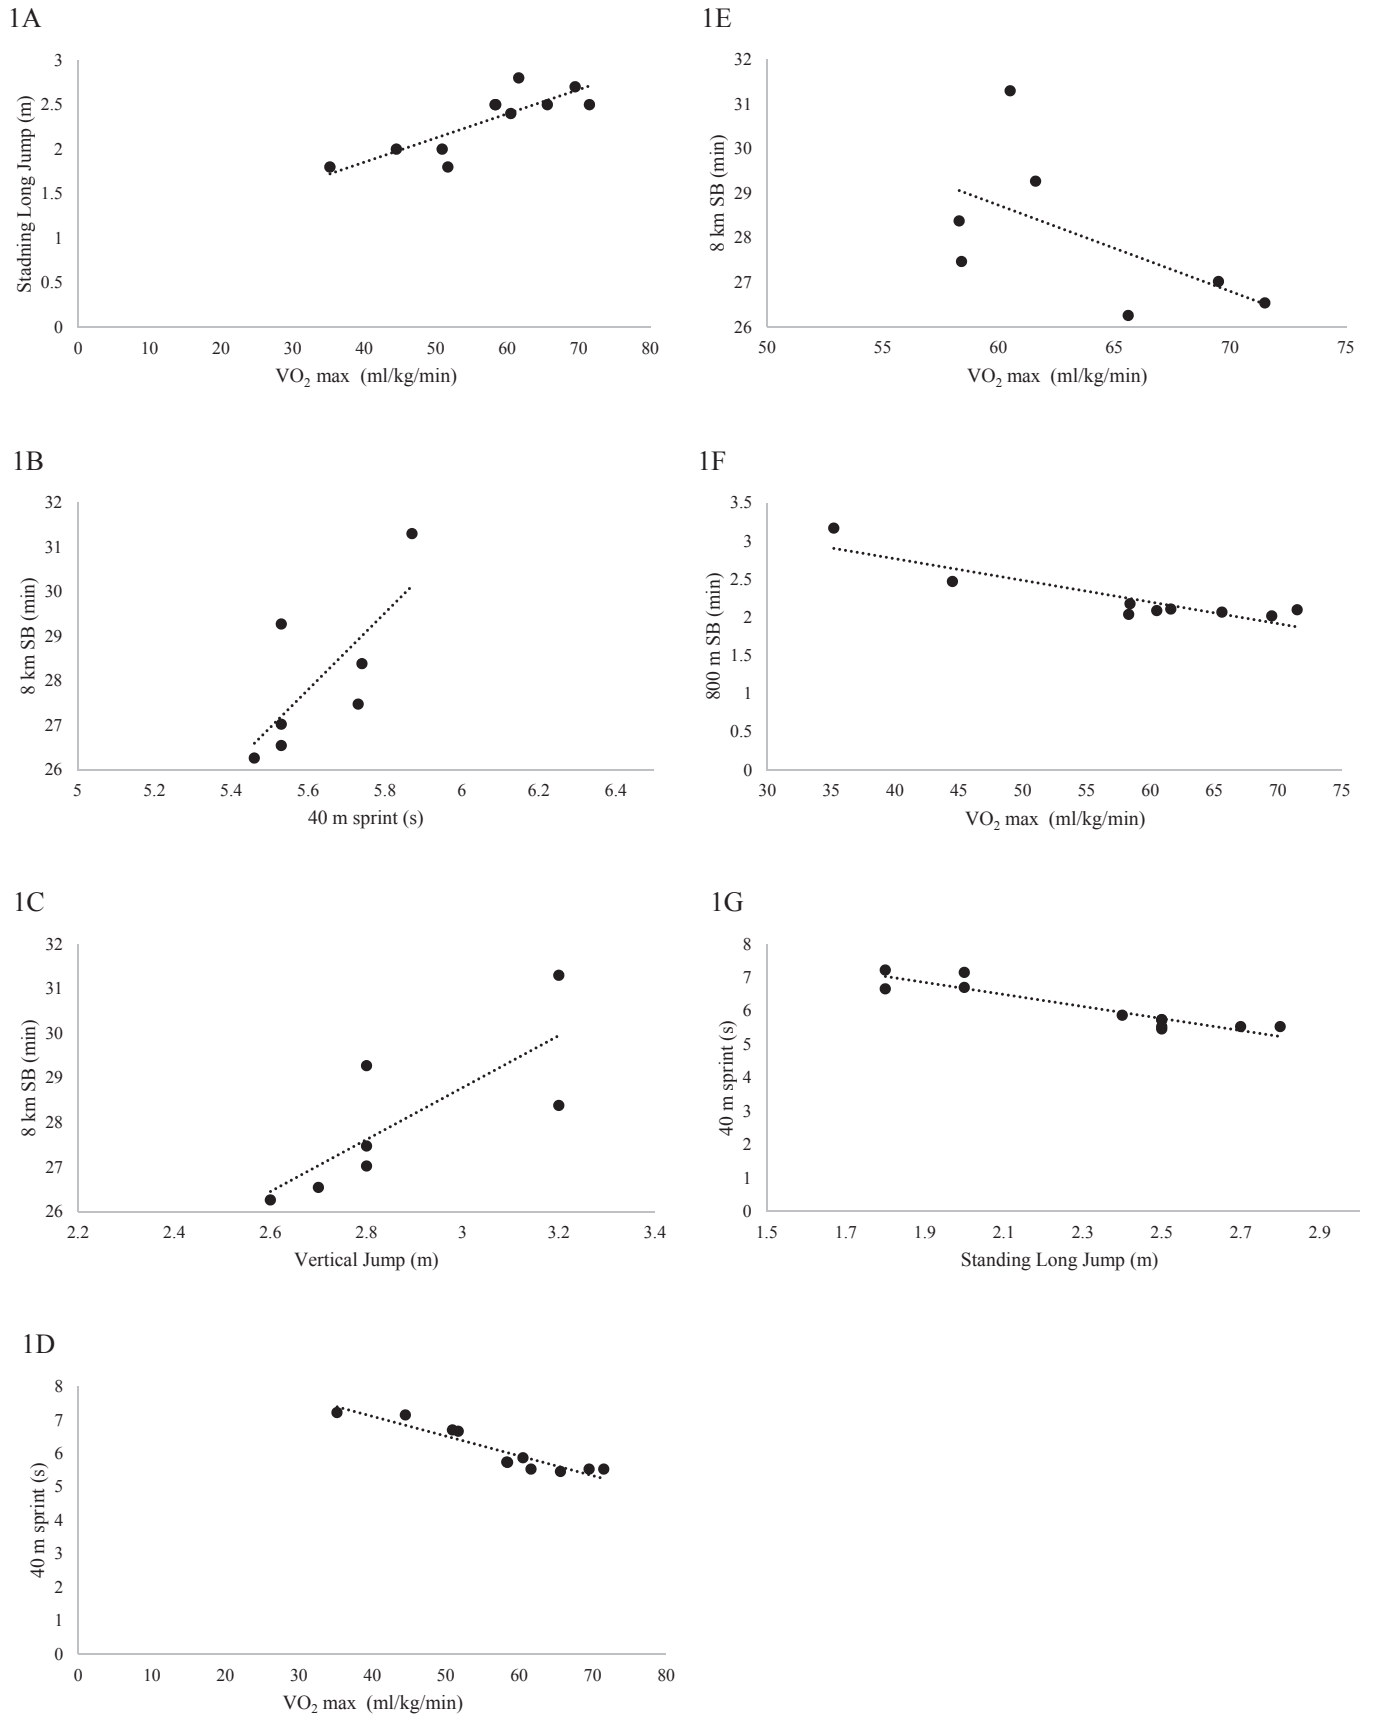 1A
3
2.5
2
1.5
1
0.5
0
Stadning Long Jump (m)
0 10 20 30 40 50 60 70 80
VO₂ max (ml/kg/min)
1B
32
31
30
29
28
27
26
8 km SB (min)
5 5.2 5.4 5.6 5.8 6 6.2 6.4
40 m sprint (s)
1C
32
31
30
29
28
27
26
8 km SB (min)
2.2 2.4 2.6 2.8 3 3.2 3.4
Vertical Jump (m)
1D
8
7
6
5
4
3
2
1
0
40 m sprint (s)
0 10 20 30 40 50 60 70 80
VO₂ max (ml/kg/min)
1E
32
31
30
29
28
27
26
8 km SB (min)
50 55 60 65 70 75
VO₂ max (ml/kg/min)
1F
3.5
3
2.5
2
1.5
1
0.5
0
800 m SB (min)
30 35 40 45 50 55 60 65 70 75
VO₂ max (ml/kg/min)
1G
8
7
6
5
4
3
2
1
0
40 m sprint (s)
1.5 1.7 1.9 2.1 2.3 2.5 2.7 2.9
Standing Long Jump (m)